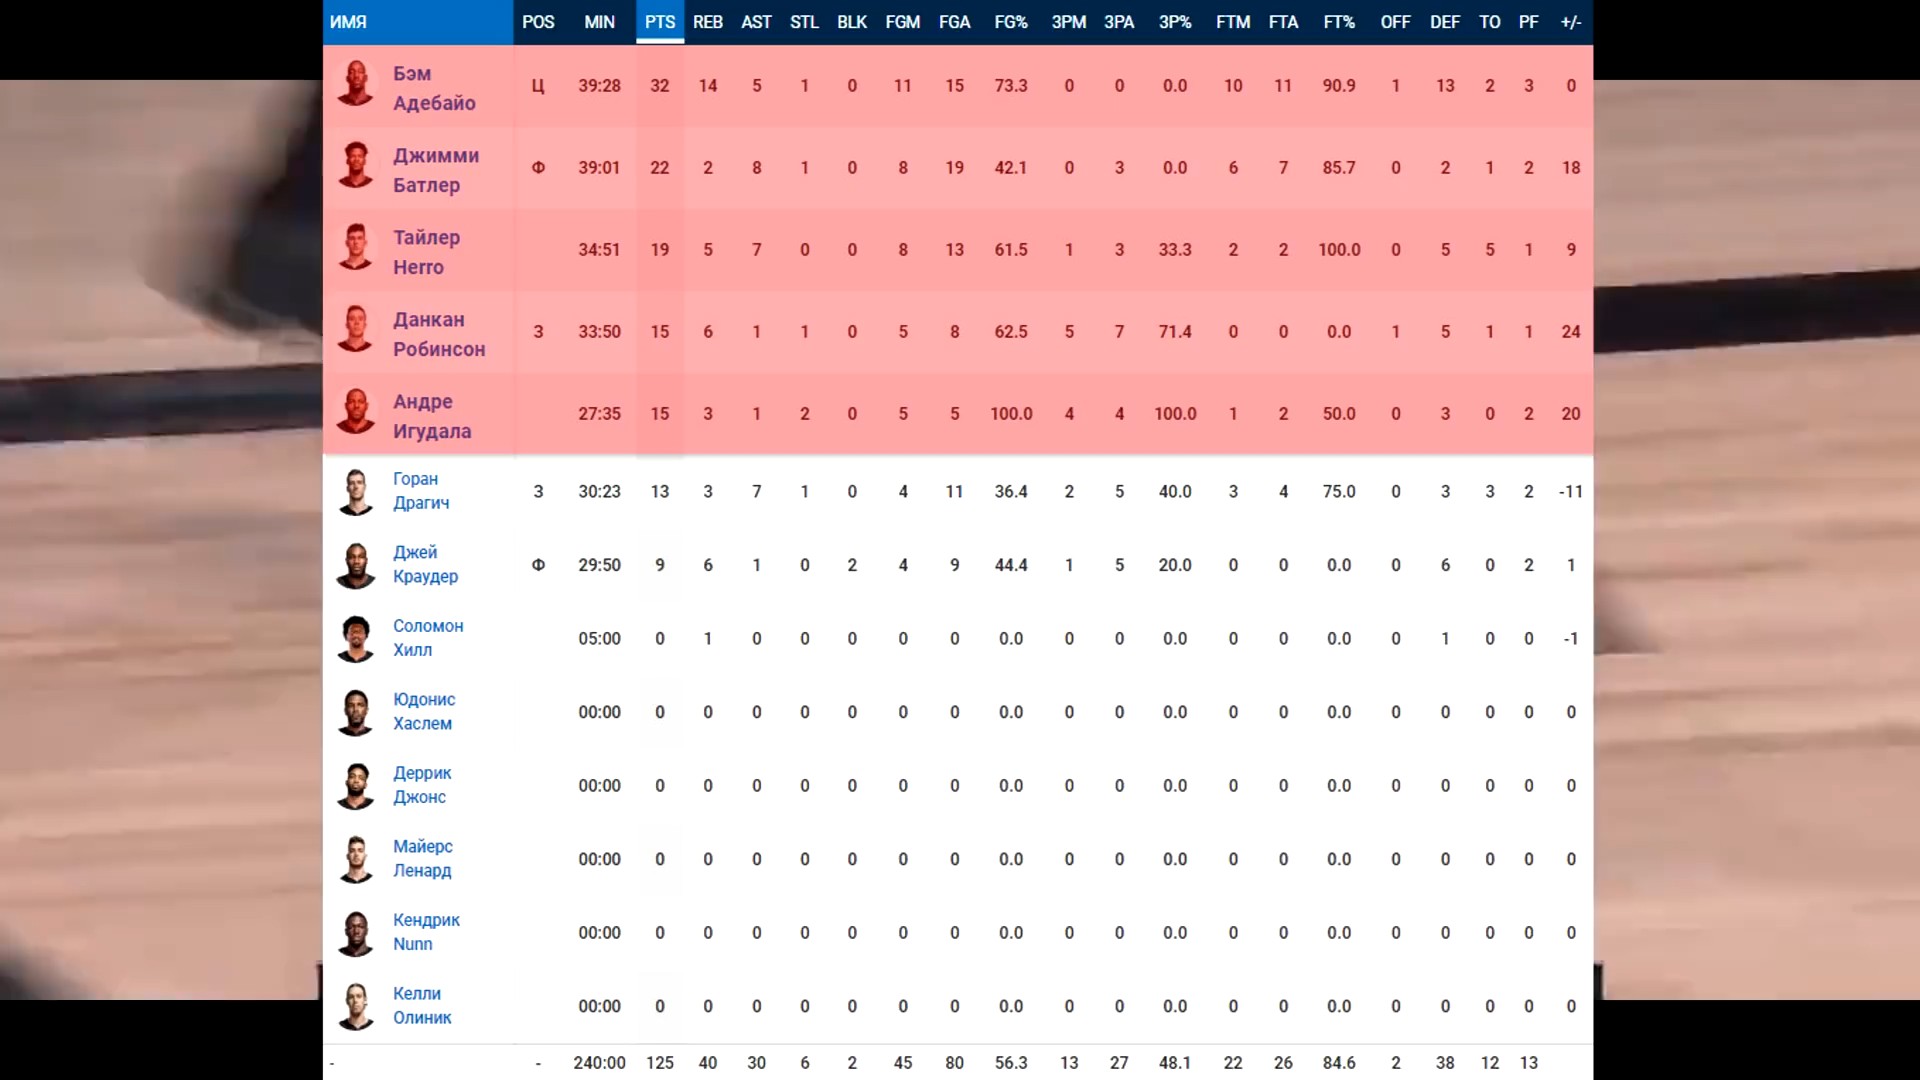 ИМЯ POS MIN PTS REB AST STL BLK FGM FGA FG% 3PM 3PA 3P% FTM FTA FT% OFF DEF TO PF +/-
Бэм
Адебайо Ц 39:28 32 14 5 1 0 11 15 73.3 0 0 0.0 10 11 90.9 1 13 2 3 0
Джимми
Батлер Ф 39:01 22 2 8 1 0 8 19 42.1 0 3 0.0 6 7 85.7 0 2 1 2 18
Тайлер
Herro 34:51 19 5 7 0 0 8 13 61.5 1 3 33.3 2 2 100.0 0 5 5 1 9
Данкан
Робинсон З 33:50 15 6 1 1 0 5 8 62.5 5 7 71.4 0 0 0.0 1 5 1 1 24
Андре
Игудала 27:35 15 3 1 2 0 5 5 100.0 4 4 100.0 1 2 50.0 0 3 0 2 20
Горан
Драгич З 30:23 13 3 7 1 0 4 11 36.4 2 5 40.0 3 4 75.0 0 3 3 2 -11
Джей
Краудер Ф 29:50 9 6 1 0 2 4 9 44.4 1 5 20.0 0 0 0.0 0 6 0 2 1
Соломон
Хилл 05:00 0 1 0 0 0 0 0 0.0 0 0 0.0 0 0 0.0 0 1 0 0 -1
Юдонис
Хаслем 00:00 0 0 0 0 0 0 0 0.0 0 0 0.0 0 0 0.0 0 0 0 0 0
Деррик
Джонс 00:00 0 0 0 0 0 0 0 0.0 0 0 0.0 0 0 0.0 0 0 0 0 0
Майерс
Ленард 00:00 0 0 0 0 0 0 0 0.0 0 0 0.0 0 0 0.0 0 0 0 0 0
Кендрик
Nunn 00:00 0 0 0 0 0 0 0 0.0 0 0 0.0 0 0 0.0 0 0 0 0 0
Келли
Олиник 00:00 0 0 0 0 0 0 0 0.0 0 0 0.0 0 0 0.0 0 0 0 0 0
- - 240:00 125 40 30 6 2 45 80 56.3 13 27 48.1 22 26 84.6 2 38 12 13